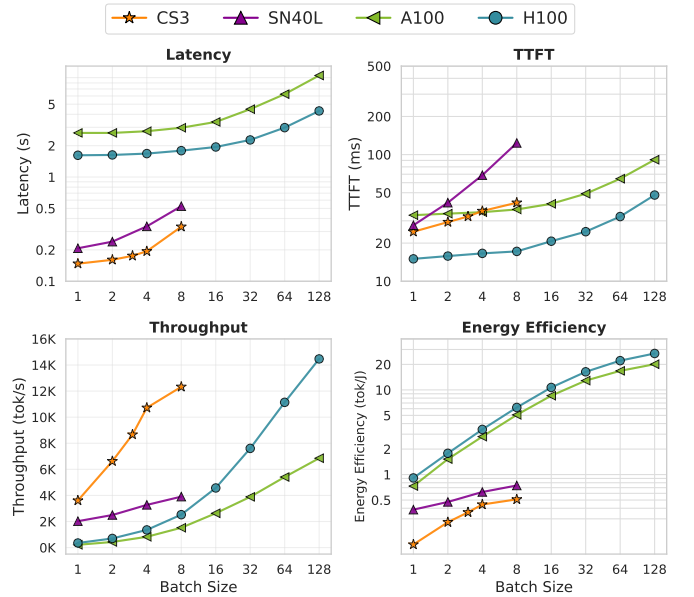 CS3 SN40L A100 H100
Latency
Latency (s)
5
2
1
0.5
0.2
0.1
1 2 4 8 16 32 64 128
TTFT
TTFT (ms)
500
200
100
50
20
10
1 2 4 8 16 32 64 128
Throughput
Throughput (tok/s)
16K
14K
12K
10K
8K
6K
4K
2K
0K
1 2 4 8 16 32 64 128
Batch Size
Energy Efficiency
Energy Efficiency (tok/J)
20
10
5
2
1
0.5
1 2 4 8 16 32 64 128
Batch Size